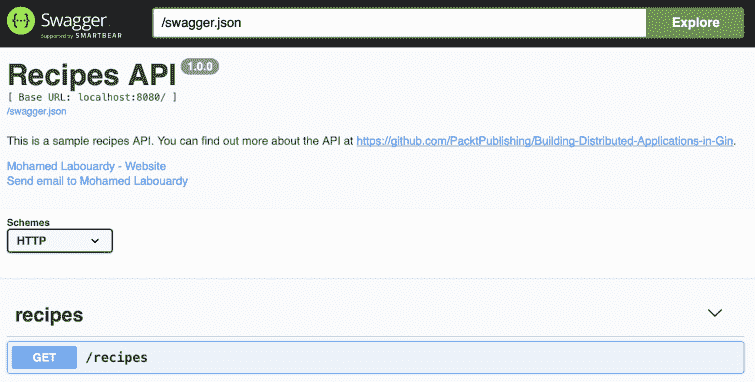 Swagger.
Supported by SMARTBEAR
/swagger.json
Explore
Recipes API 1.0.0
[ Base URL: localhost:8080/ ]
/swagger.json
This is a sample recipes API. You can find out more about the API at https://github.com/PacktPublishing/Building-Distributed-Applications-in-Gin.
Mohamed Labouardy - Website
Send email to Mohamed Labouardy
Schemes
HTTP
recipes
GET /recipes